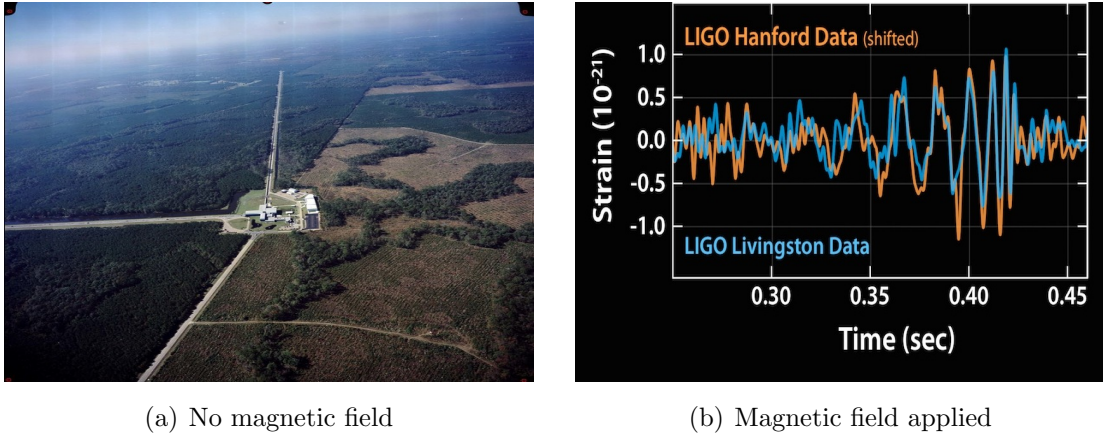 LIGO Hanford Data (shifted)
LIGO Livingston Data
Strain (10⁻²¹)
1.0
0.5
0.0
-0.5
-1.0
0.30 0.35 0.40 0.45
Time (sec)
(a) No magnetic field
(b) Magnetic field applied